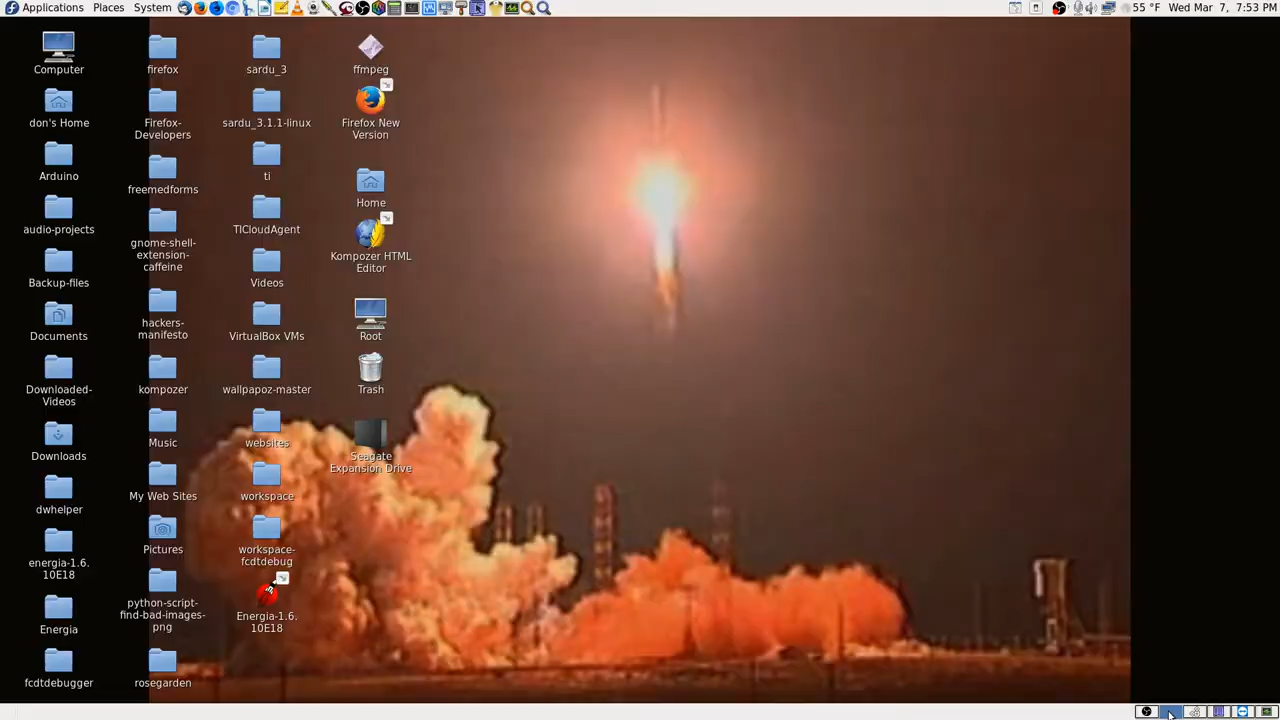 Applications Places System 55 °F Wed Mar 7, 7:53 PM
Computer
don's Home
Arduino
audio-projects
Backup-files
Documents
Downloaded-
Videos
Downloads
dwhelper
energia-1.6.
10E18
Energia
fcdtdebugger
firefox
Firefox-
Developers
freemedforms
gnome-shell-
extension-
caffeine
hackers-
manifesto
kompozer
Music
My Web Sites
Pictures
python-script-
find-bad-images-
png
rosegarden
sardu_3
sardu_3.1.1-linux
ti
TICloudAgent
Videos
VirtualBox VMs
wallpapoz-master
websites
workspace
workspace-
fcdtdebug
Energia-1.6.
10E18
ffmpeg
Firefox New
Version
Home
Kompozer HTML
Editor
Root
Trash
Seagate
Expansion Drive